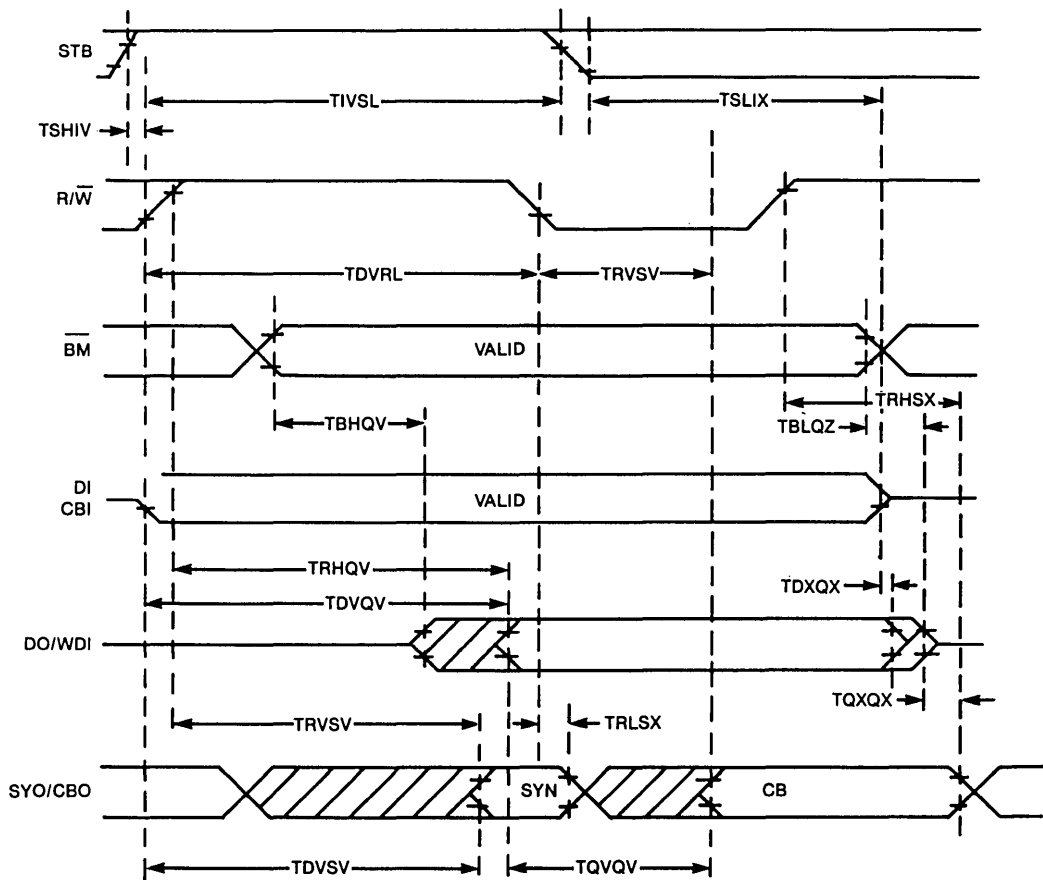 STB
TIVSL
TSLIX
TSHIV
R/W̅
TDVRL
TRVSV
B̅M̅
VALID
TRHSX
TBHQV
TBLQZ
DI
CBI
VALID
TRHQV
TDXQX
TDVQV
DO/WDI
TQXQX
TRVSV
TRLSX
SYO/CBO
SYN
CB
TDVSV
TQVQV